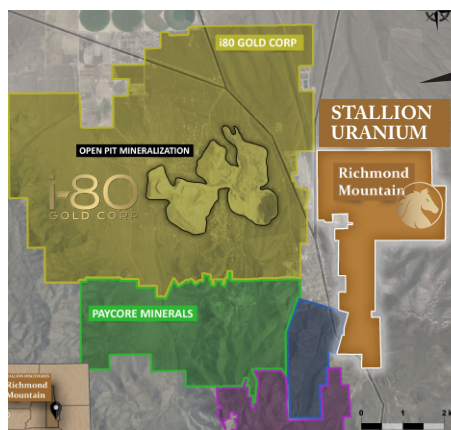 i80 GOLD CORP
STALLION
URANIUM
OPEN PIT MINERALIZATION
Richmond
Mountain
i-80
GOLD CORP
PAYCORE MINERALS
Richmond
Mountain
0 1 2 k